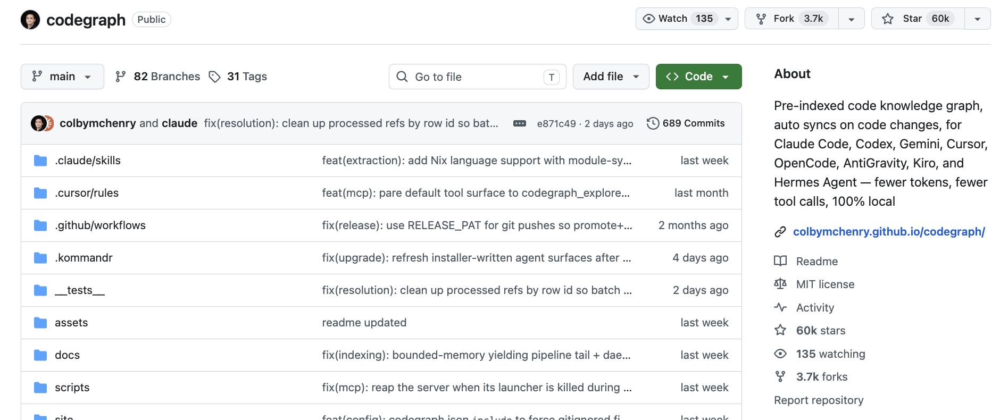 codegraph Public Watch 135 Fork 3.7k Star 60k
main 82 Branches 31 Tags Go to file T Add file Code
colbymchenry and claude fix(resolution): clean up processed refs by row id so bat... e871c49 · 2 days ago 689 Commits
.claude/skills feat(extraction): add Nix language support with module-sy... last week
.cursor/rules feat(mcp): pare default tool surface to codegraph_explore... last month
.github/workflows fix(release): use RELEASE_PAT for git pushes so promote+... 2 months ago
.kommandr fix(upgrade): refresh installer-written agent surfaces after ... 4 days ago
__tests__ fix(resolution): clean up processed refs by row id so batch ... 2 days ago
assets readme updated last week
docs fix(indexing): bounded-memory yielding pipeline tail + dae... last week
scripts fix(mcp): reap the server when its launcher is killed during ... last week
site feat(config): codegraph.json include to force gitignored fi... last week
About
Pre-indexed code knowledge graph,
auto syncs on code changes, for
Claude Code, Codex, Gemini, Cursor,
OpenCode, AntiGravity, Kiro, and
Hermes Agent — fewer tokens, fewer
tool calls, 100% local
colbymchenry.github.io/codegraph/
Readme
MIT license
Activity
60k stars
135 watching
3.7k forks
Report repository